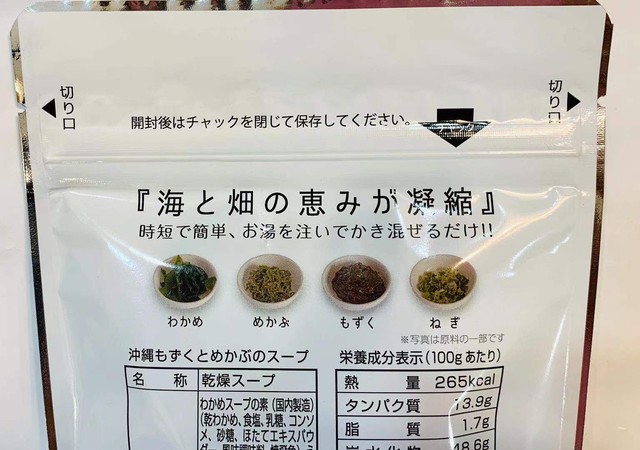 切り口
切り口
開封後はチャックを閉じて保存してください。
『海と畑の恵みが凝縮』
時短で簡単、お湯を注いでかき混ぜるだけ!!
わかめ
めかぶ
もずく
ねぎ
※写真は原料の一部です
沖縄もずくとめかぶのスープ
名 称 乾燥スープ
わかめスープの素(国内製造)
(乾わかめ、食塩、乳糖、コンソ
メ、砂糖、ほたてエキスパウ
栄養成分表示(100gあたり)
熱 量 265kcal
タンパク質 13.9g
脂 質 1.7g